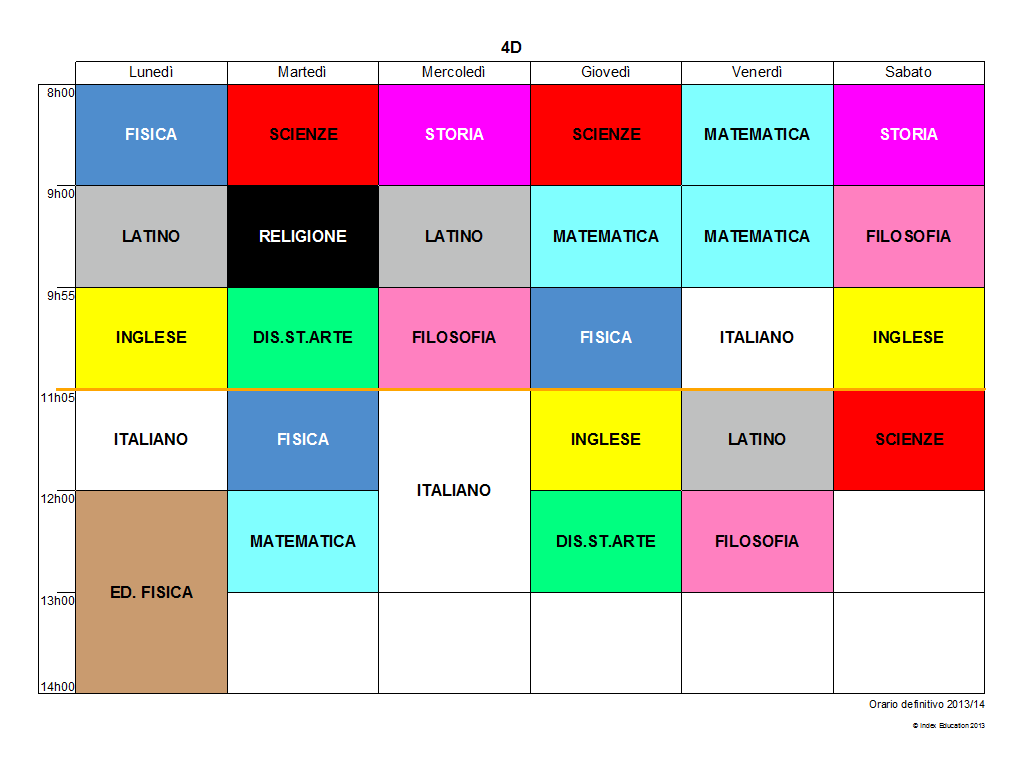 4D
Lunedì Martedì Mercoledì Giovedì Venerdì Sabato
8h00
FISICA SCIENZE STORIA SCIENZE MATEMATICA STORIA
9h00
LATINO RELIGIONE LATINO MATEMATICA MATEMATICA FILOSOFIA
9h55
INGLESE DIS.ST.ARTE FILOSOFIA FISICA ITALIANO INGLESE
11h05
ITALIANO FISICA INGLESE LATINO SCIENZE
ITALIANO
12h00
MATEMATICA DIS.ST.ARTE FILOSOFIA
ED. FISICA
13h00
14h00
Orario definitivo 2013/14
© Index Education 2013